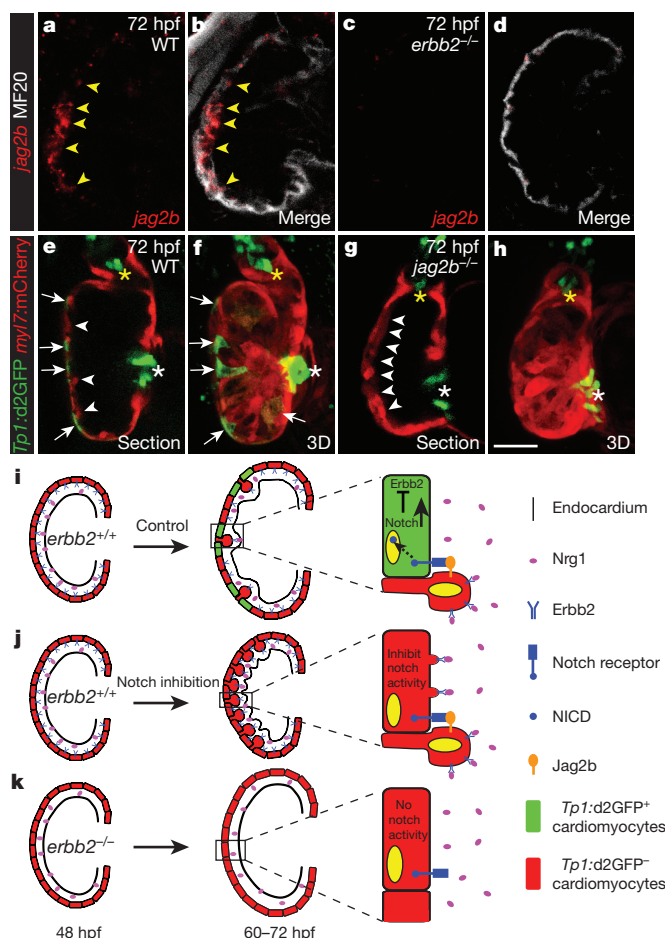 a
72 hpf
WT
b
c
72 hpf
erbb2–/–
d
jag2b MF20
jag2b
Merge
jag2b
Merge
e
72 hpf
WT
f
g
72 hpf
jag2b–/–
h
Tp1:d2GFP myl7:mCherry
*
*
*
*
*
*
*
*
Section
3D
Section
3D
i
erbb2+/+
Control
Erbb2
Notch
j
erbb2+/+
Notch inhibition
Inhibit
notch
activity
k
erbb2–/–
No
notch
activity
48 hpf
60–72 hpf
Endocardium
Nrg1
Erbb2
Notch receptor
NICD
Jag2b
Tp1:d2GFP+
cardiomyocytes
Tp1:d2GFP–
cardiomyocytes